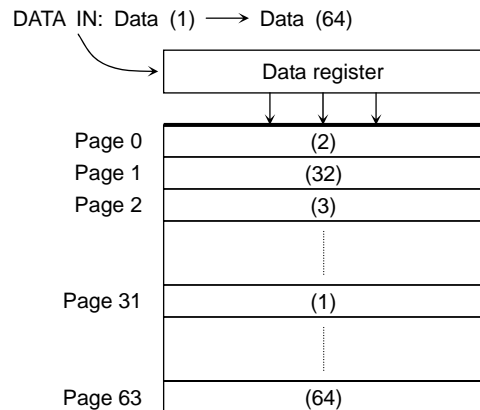 DATA IN: Data (1) → Data (64)
Data register
Page 0 (2)
Page 1 (32)
Page 2 (3)
Page 31 (1)
Page 63 (64)